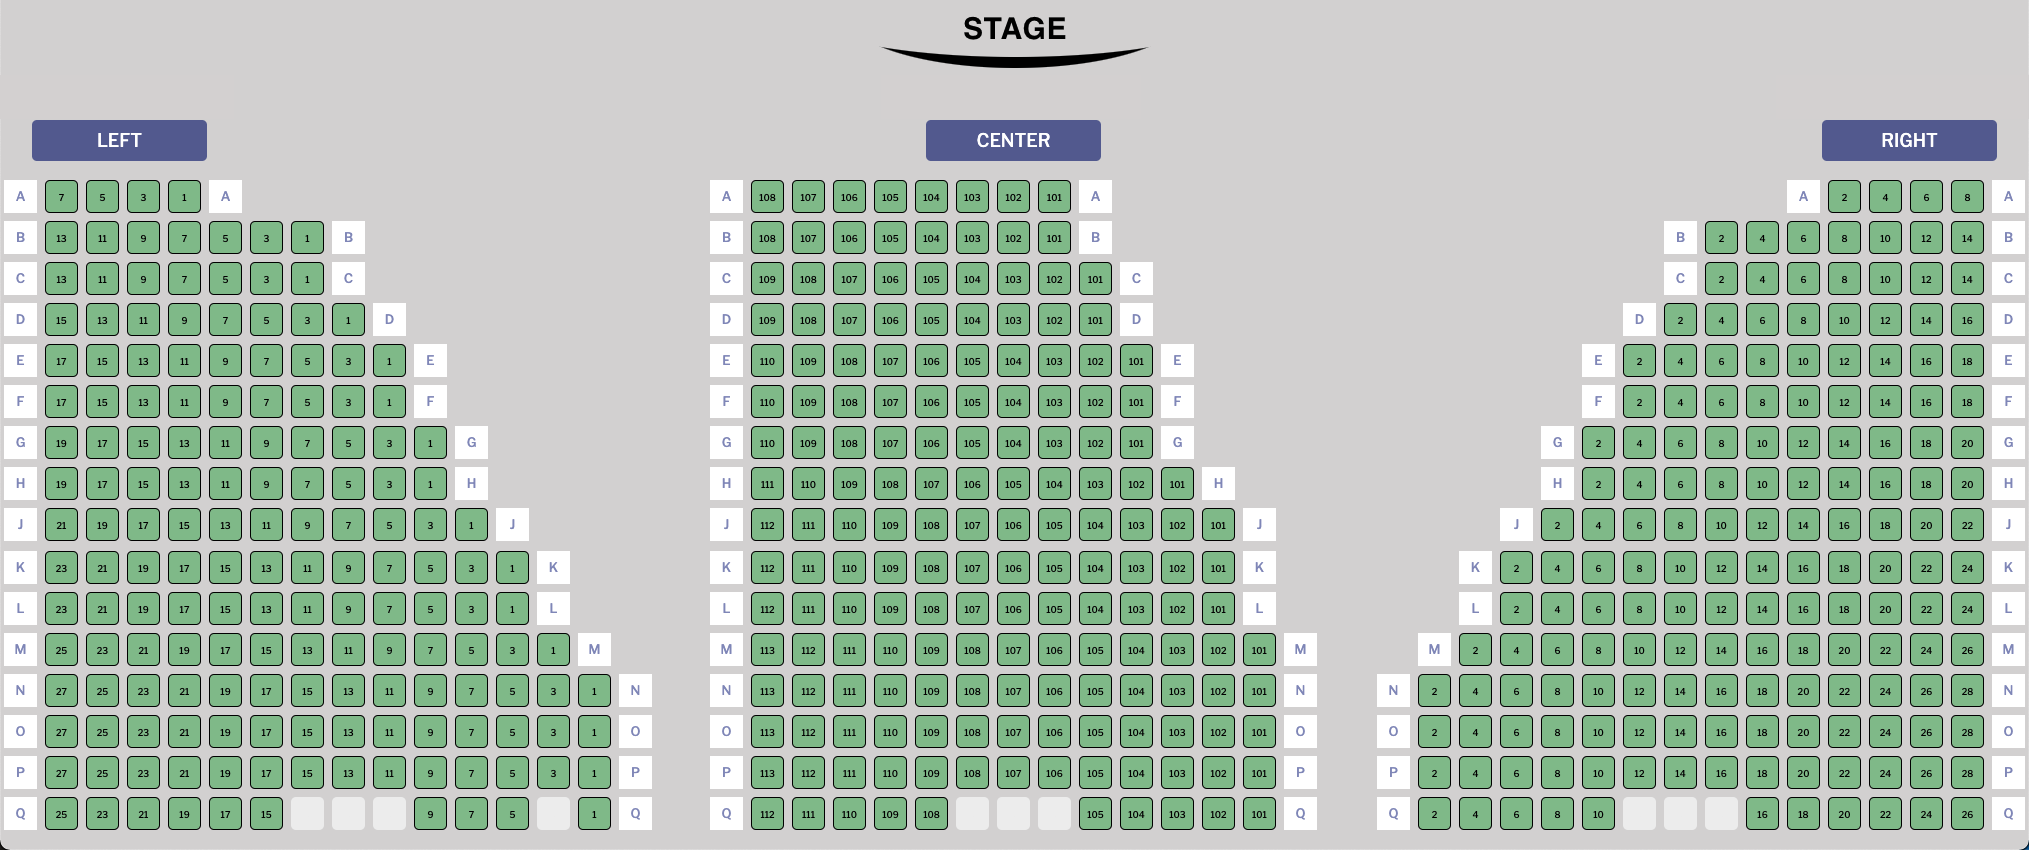 STAGE
LEFT CENTER RIGHT
A 7 5 3 1 A A 108 107 106 105 104 103 102 101 A A 2 4 6 8 A
B 13 11 9 7 5 3 1 B B 108 107 106 105 104 103 102 101 B B 2 4 6 8 10 12 14 B
C 13 11 9 7 5 3 1 C C 109 108 107 106 105 104 103 102 101 C C 2 4 6 8 10 12 14 C
D 15 13 11 9 7 5 3 1 D D 109 108 107 106 105 104 103 102 101 D D 2 4 6 8 10 12 14 16 D
E 17 15 13 11 9 7 5 3 1 E E 110 109 108 107 106 105 104 103 102 101 E E 2 4 6 8 10 12 14 16 18 E
F 17 15 13 11 9 7 5 3 1 F F 110 109 108 107 106 105 104 103 102 101 F F 2 4 6 8 10 12 14 16 18 F
G 19 17 15 13 11 9 7 5 3 1 G G 110 109 108 107 106 105 104 103 102 101 G G 2 4 6 8 10 12 14 16 18 20 G
H 19 17 15 13 11 9 7 5 3 1 H H 111 110 109 108 107 106 105 104 103 102 101 H H 2 4 6 8 10 12 14 16 18 20 H
J 21 19 17 15 13 11 9 7 5 3 1 J J 112 111 110 109 108 107 106 105 104 103 102 101 J J 2 4 6 8 10 12 14 16 18 20 22 J
K 23 21 19 17 15 13 11 9 7 5 3 1 K K 112 111 110 109 108 107 106 105 104 103 102 101 K K 2 4 6 8 10 12 14 16 18 20 22 24 K
L 23 21 19 17 15 13 11 9 7 5 3 1 L L 112 111 110 109 108 107 106 105 104 103 102 101 L L 2 4 6 8 10 12 14 16 18 20 22 24 L
M 25 23 21 19 17 15 13 11 9 7 5 3 1 M M 113 112 111 110 109 108 107 106 105 104 103 102 101 M M 2 4 6 8 10 12 14 16 18 20 22 24 26 M
N 27 25 23 21 19 17 15 13 11 9 7 5 3 1 N N 113 112 111 110 109 108 107 106 105 104 103 102 101 N N 2 4 6 8 10 12 14 16 18 20 22 24 26 28 N
O 27 25 23 21 19 17 15 13 11 9 7 5 3 1 O O 113 112 111 110 109 108 107 106 105 104 103 102 101 O O 2 4 6 8 10 12 14 16 18 20 22 24 26 28 O
P 27 25 23 21 19 17 15 13 11 9 7 5 3 1 P P 113 112 111 110 109 108 107 106 105 104 103 102 101 P P 2 4 6 8 10 12 14 16 18 20 22 24 26 28 P
Q 25 23 21 19 17 15 9 7 5 1 Q Q 112 111 110 109 108 105 104 103 102 101 Q Q 2 4 6 8 10 16 18 20 22 24 26 Q